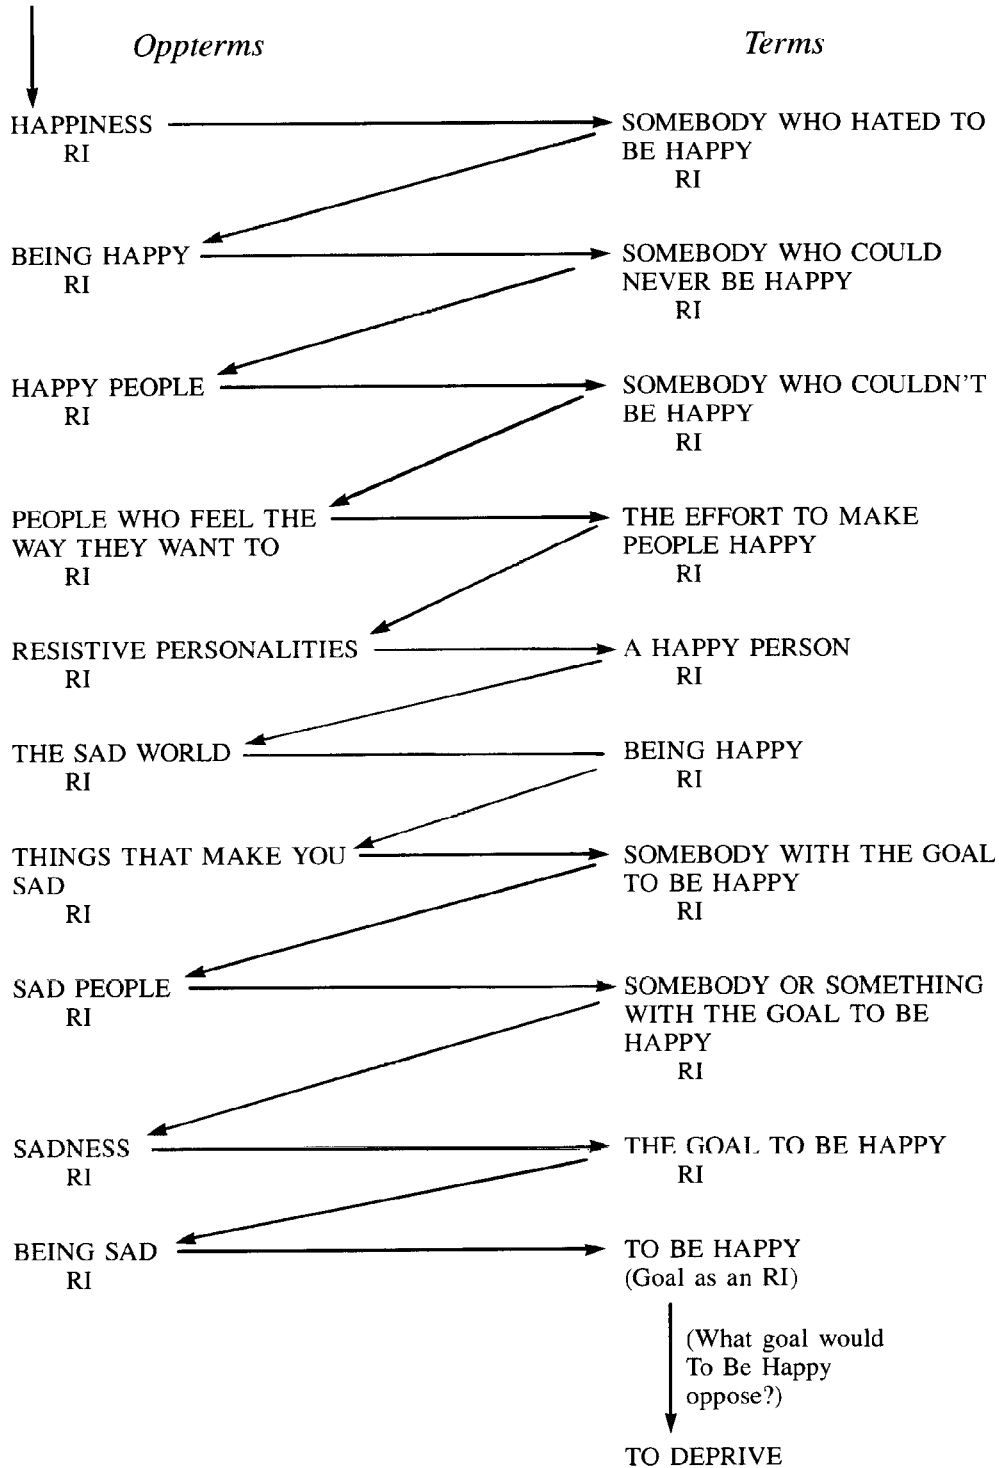 Oppterms Terms
HAPPINESS SOMEBODY WHO HATED TO
RI BE HAPPY
RI
BEING HAPPY SOMEBODY WHO COULD
RI NEVER BE HAPPY
RI
HAPPY PEOPLE SOMEBODY WHO COULDN'T
RI BE HAPPY
RI
PEOPLE WHO FEEL THE THE EFFORT TO MAKE
WAY THEY WANT TO PEOPLE HAPPY
RI RI
RESISTIVE PERSONALITIES A HAPPY PERSON
RI RI
THE SAD WORLD BEING HAPPY
RI RI
THINGS THAT MAKE YOU SOMEBODY WITH THE GOAL
SAD TO BE HAPPY
RI RI
SAD PEOPLE SOMEBODY OR SOMETHING
RI WITH THE GOAL TO BE
HAPPY
RI
SADNESS THE GOAL TO BE HAPPY
RI RI
BEING SAD TO BE HAPPY
RI (Goal as an RI)
(What goal would
To Be Happy
oppose?)
TO DEPRIVE